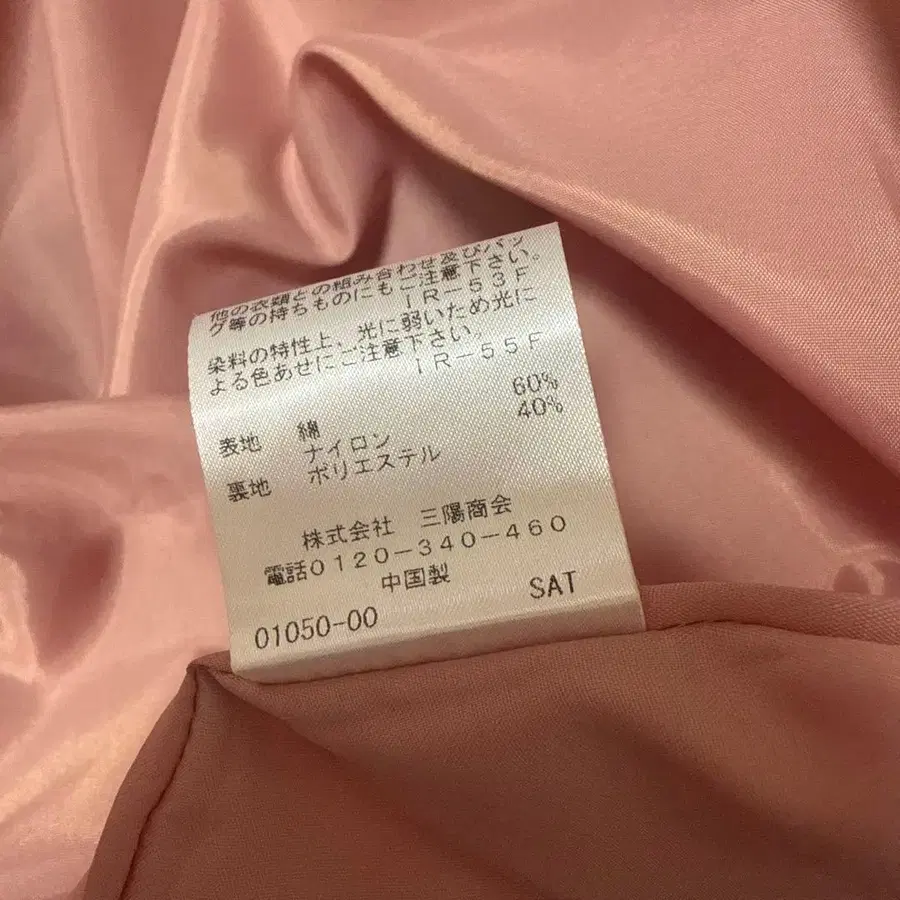 他の衣類との組み合わせ及びバッ
グ等の持ちものにもご注意下さい。
IR-53F
染料の特性上、光に弱いため光に
よる色あせにご注意下さい。
IR-55F
表地 綿 60%
ナイロン 40%
裏地 ポリエステル
株式会社 三陽商会
電話0120-340-460
中国製
01050-00 SAT